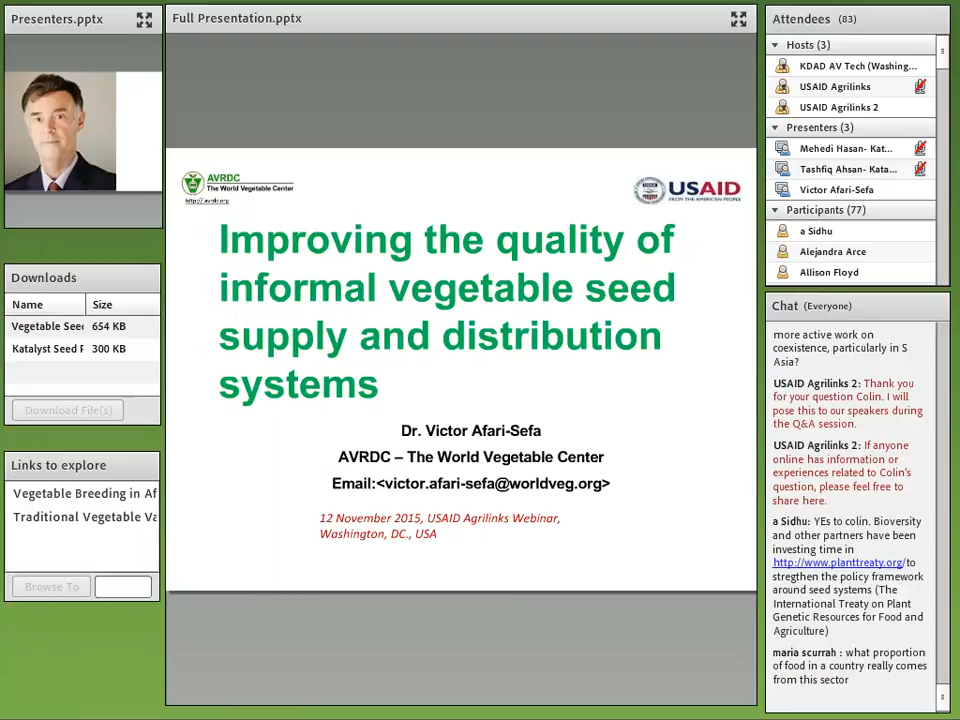 Presenters.pptx
Full Presentation.pptx
Attendees (83)
Hosts (3)
KDAD AV Tech (Washing...
USAID Agrilinks
USAID Agrilinks 2
Presenters (3)
Mehedi Hasan- Kat...
Tashfiq Ahsan- Kata...
Victor Afari-Sefa
Participants (77)
a Sidhu
Alejandra Arce
Allison Floyd
AVRDC
The World Vegetable Center
http://avrdc.org
USAID
FROM THE AMERICAN PEOPLE
Improving the quality of
informal vegetable seed
supply and distribution
systems
Dr. Victor Afari-Sefa
AVRDC – The World Vegetable Center
Email:<victor.afari-sefa@worldveg.org>
12 November 2015, USAID Agrilinks Webinar,
Washington, DC., USA
Downloads
Name Size
Vegetable See 654 KB
Katalyst Seed F 300 KB
Download File(s)
Links to explore
Vegetable Breeding in Af
Traditional Vegetable Va
Browse To
Chat (Everyone)
more active work on
coexistence, particularly in S
Asia?
USAID Agrilinks 2: Thank you
for your question Colin. I will
pose this to our speakers during
the Q&A session.
USAID Agrilinks 2: If anyone
online has information or
experiences related to Colin's
question, please feel free to
share here.
a Sidhu: YEs to colin. Bioversity
and other partners have been
investing time in
http://www.planttreaty.org/to
stregthen the policy framework
around seed systems (The
International Treaty on Plant
Genetic Resources for Food and
Agriculture)
maria scurrah : what proportion
of food in a country really comes
from this sector